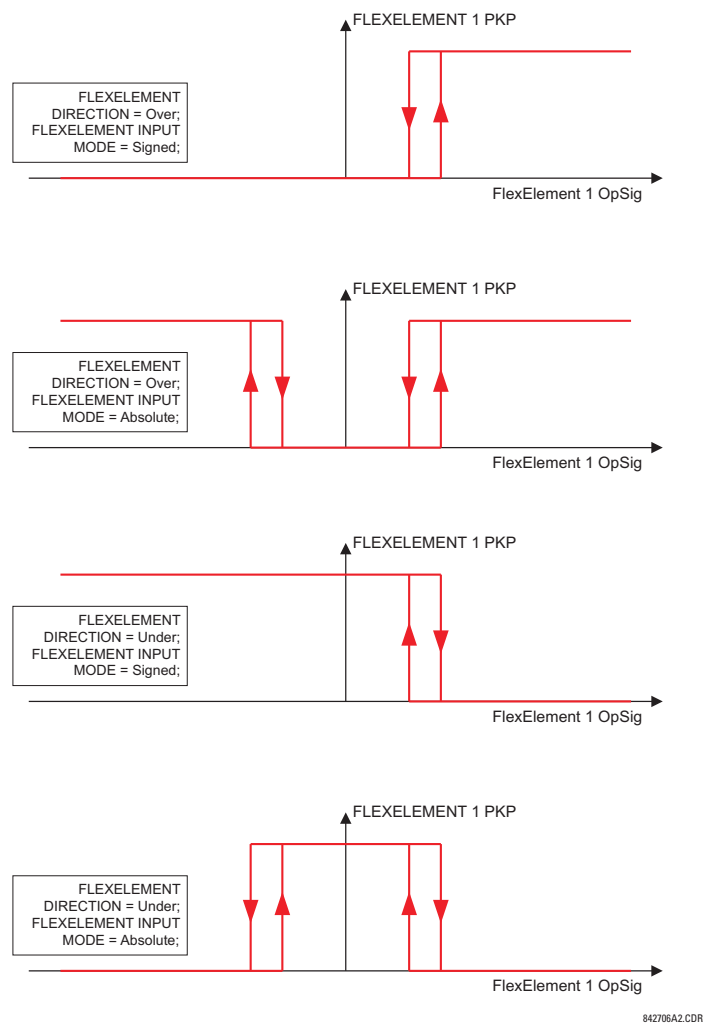 FLEXELEMENT 1 PKP
FLEXELEMENT
DIRECTION = Over;
FLEXELEMENT INPUT
MODE = Signed;
FlexElement 1 OpSig
FLEXELEMENT 1 PKP
FLEXELEMENT
DIRECTION = Over;
FLEXELEMENT INPUT
MODE = Absolute;
FlexElement 1 OpSig
FLEXELEMENT 1 PKP
FLEXELEMENT
DIRECTION = Under;
FLEXELEMENT INPUT
MODE = Signed;
FlexElement 1 OpSig
FLEXELEMENT 1 PKP
FLEXELEMENT
DIRECTION = Under;
FLEXELEMENT INPUT
MODE = Absolute;
FlexElement 1 OpSig
842706A2.CDR